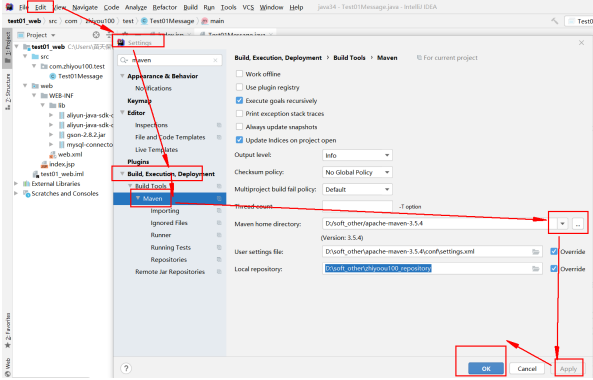 File Edit View Navigate Code Analyze Refactor Build Run Tools VCS Window Help java34 - Test01Message.java - IntelliJ IDEA
test01_web src com zhiyou100 test Test01Message main
Project
test01_web
src
com.zhiyou100.test
Test01Message
web
WEB-INF
lib
aliyun-java-sdk-c
aliyun-java-sdk-d
gson-2.8.2.jar
mysql-connecto
web.xml
index.jsp
test01_web.iml
External Libraries
Scratches and Consoles
1: Project
2: Structure
2: Favorites
Web
Settings
maven
Appearance & Behavior
Notifications
Keymap
Editor
Inspections
File and Code Templates
Live Templates
Plugins
Build, Execution, Deployment
Build Tools
Maven
Importing
Ignored Files
Runner
Running Tests
Repositories
Remote Jar Repositories
Build, Execution, Deployment › Build Tools › Maven For current project
Work offline
Use plugin registry
Execute goals recursively
Print exception stack traces
Always update snapshots
Update indices on project open
Output level: Info
Checksum policy: No Global Policy
Multiproject build fail policy: Default
Thread count -T option
Maven home directory: D:/soft_other/apache-maven-3.5.4 ...
(Version: 3.5.4)
User settings file: D:\soft_other\apache-maven-3.5.4\conf\settings.xml Override
Local repository: D:\soft_other\zhiyoou100_repository Override
? OK Cancel Apply